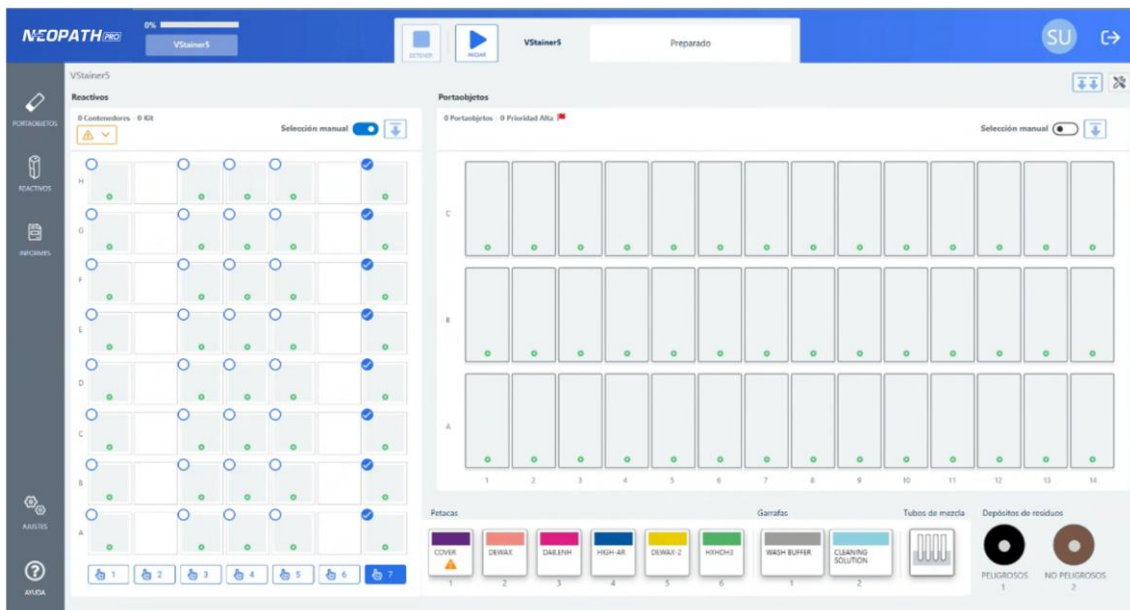 NEOPATH PRO
0%
VStainer5
DETENER
INICIAR
VStainer5
Preparado
SU
VStainer5
PORTAOBJETOS
REACTIVOS
INFORMES
AJUSTES
AYUDA
Reactivos
0 Contenedores · 0 Kit
Selección manual
H
G
F
E
D
C
B
A
1 2 3 4 5 6 7
Portaobjetos
0 Portaobjetos · 0 Prioridad Alta
Selección manual
C
B
A
1 2 3 4 5 6 7 8 9 10 11 12 13 14
Petacas
COVER
DEWAX
DAB,ENH
HIGH-AR
DEWAX-2
HXHDH3
1 2 3 4 5 6
Garrafas
WASH BUFFER
CLEANING SOLUTION
1 2
Tubos de mezcla
Depósitos de residuos
PELIGROSOS
1
NO PELIGROSOS
2